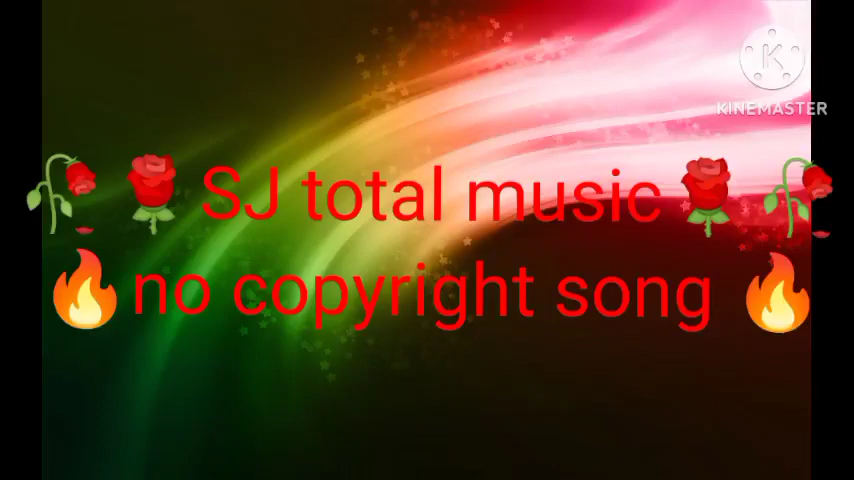 K
KINEMASTER
🥀🌹 SJ total music🌹🥀
🔥no copyright song 🔥